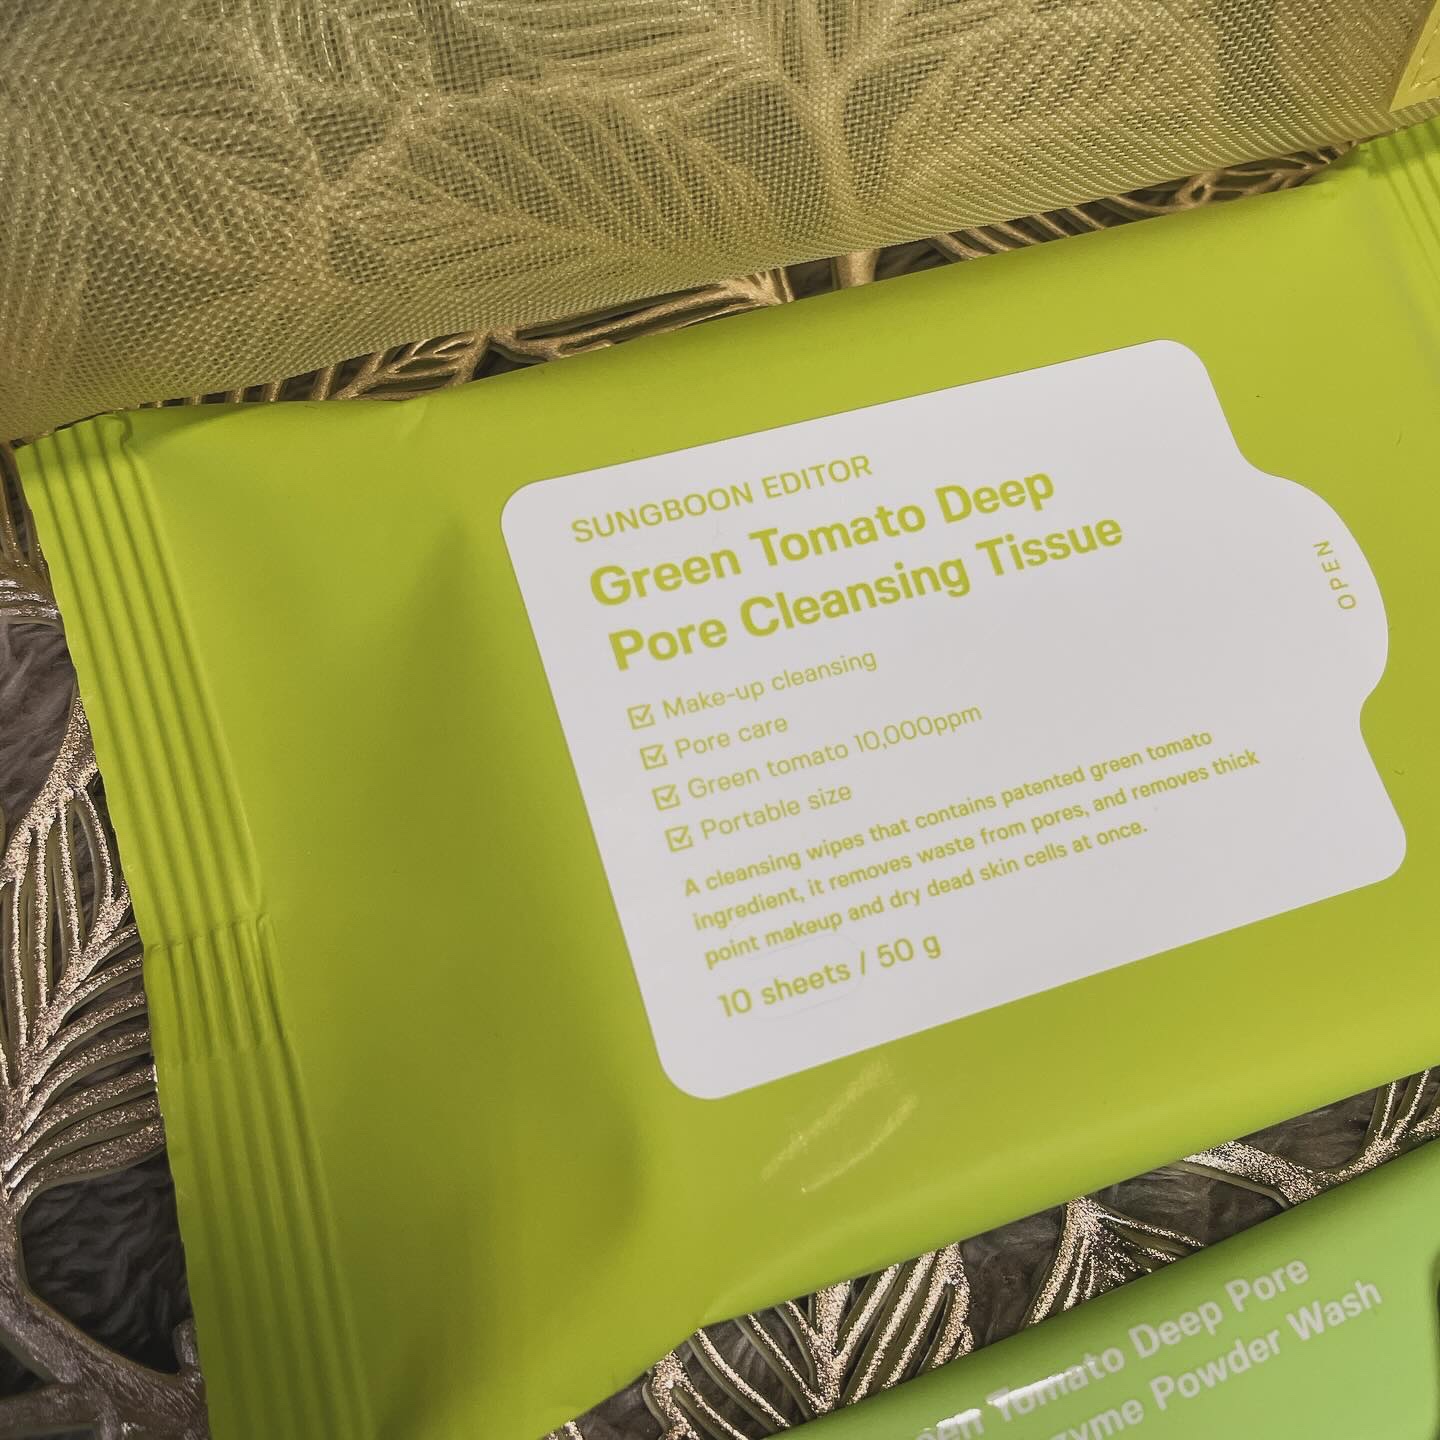 SUNGBOON EDITOR
Green Tomato Deep
Pore Cleansing Tissue
Make-up cleansing
Pore care
Green tomato 10,000ppm
Portable size
A cleansing wipes that contains patented green tomato
ingredient, it removes waste from pores, and removes thick
point makeup and dry dead skin cells at once.
10 sheets / 50 g
OPEN
Tomato Deep Pore
Powder Wash